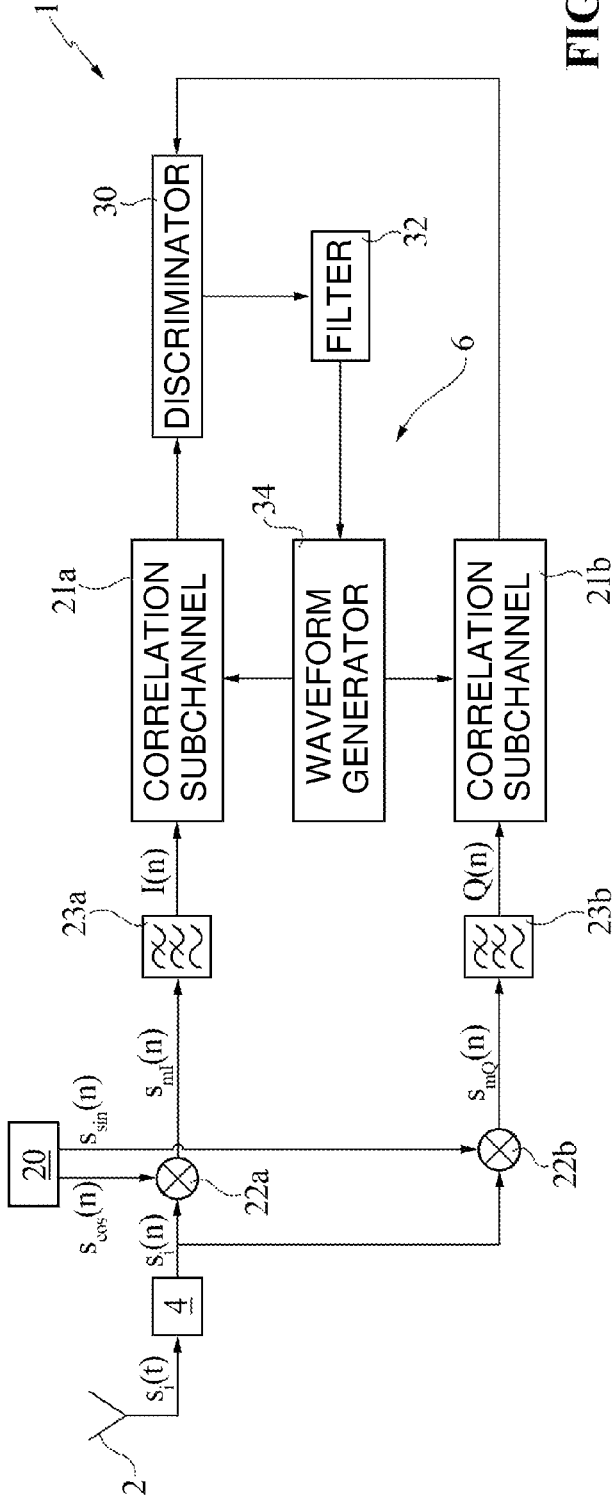 1
30
DISCRIMINATOR
FILTER
32
6
21a
CORRELATION
SUBCHANNEL
34
WAVEFORM
GENERATOR
CORRELATION
SUBCHANNEL
21b
I(n)
Q(n)
23a
23b
s_mI(n)
s_mQ(n)
20
s_sin(n)
s_cos(n)
22a
22b
s_i(n)
4
s_i(t)
2
FIG